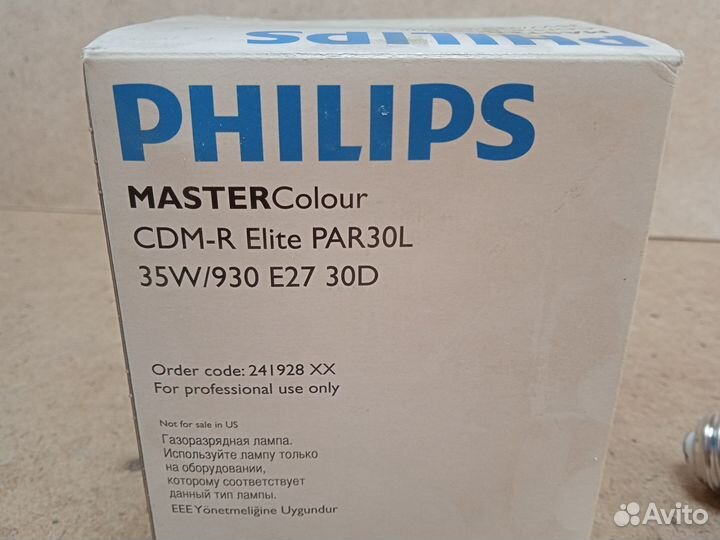 PHILIPS
PHILIPS
MASTERColour
CDM-R Elite PAR30L
35W/930 E27 30D
Order code: 241928 XX
For professional use only
Not for sale in US
Газоразрядная лампа.
Используйте лампу только
на оборудовании,
которому соответствует
данный тип лампы.
EEE Yönetmeliğine Uygundur
Avito